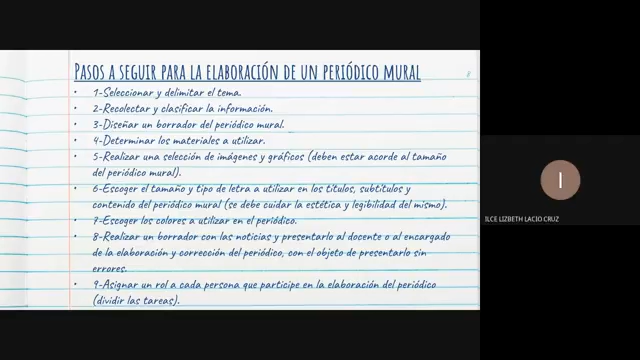 PASOS A SEGUIR PARA LA ELABORACIÓN DE UN PERIÓDICO MURAL
• 1-Seleccionar y delimitar el tema.
• 2-Recolectar y clasificar la información.
• 3-Diseñar un borrador del periódico mural.
• 4-Determinar los materiales a utilizar.
• 5-Realizar una selección de imágenes y gráficos (deben estar acorde al tamaño
del periódico mural).
• 6-Escoger el tamaño y tipo de letra a utilizar en los títulos, subtítulos y
contenido del periódico mural (se debe cuidar la estética y legibilidad del mismo).
• 7-Escoger los colores a utilizar en el periódico.
• 8-Realizar un borrador con las noticias y presentarlo al docente o al encargado
de la elaboración y corrección del periódico, con el objeto de presentarlo sin
errores.
• 9-Asignar un rol a cada persona que participe en la elaboración del periódico
(dividir las tareas).
I
ILCE LIZBETH LACIO CRUZ